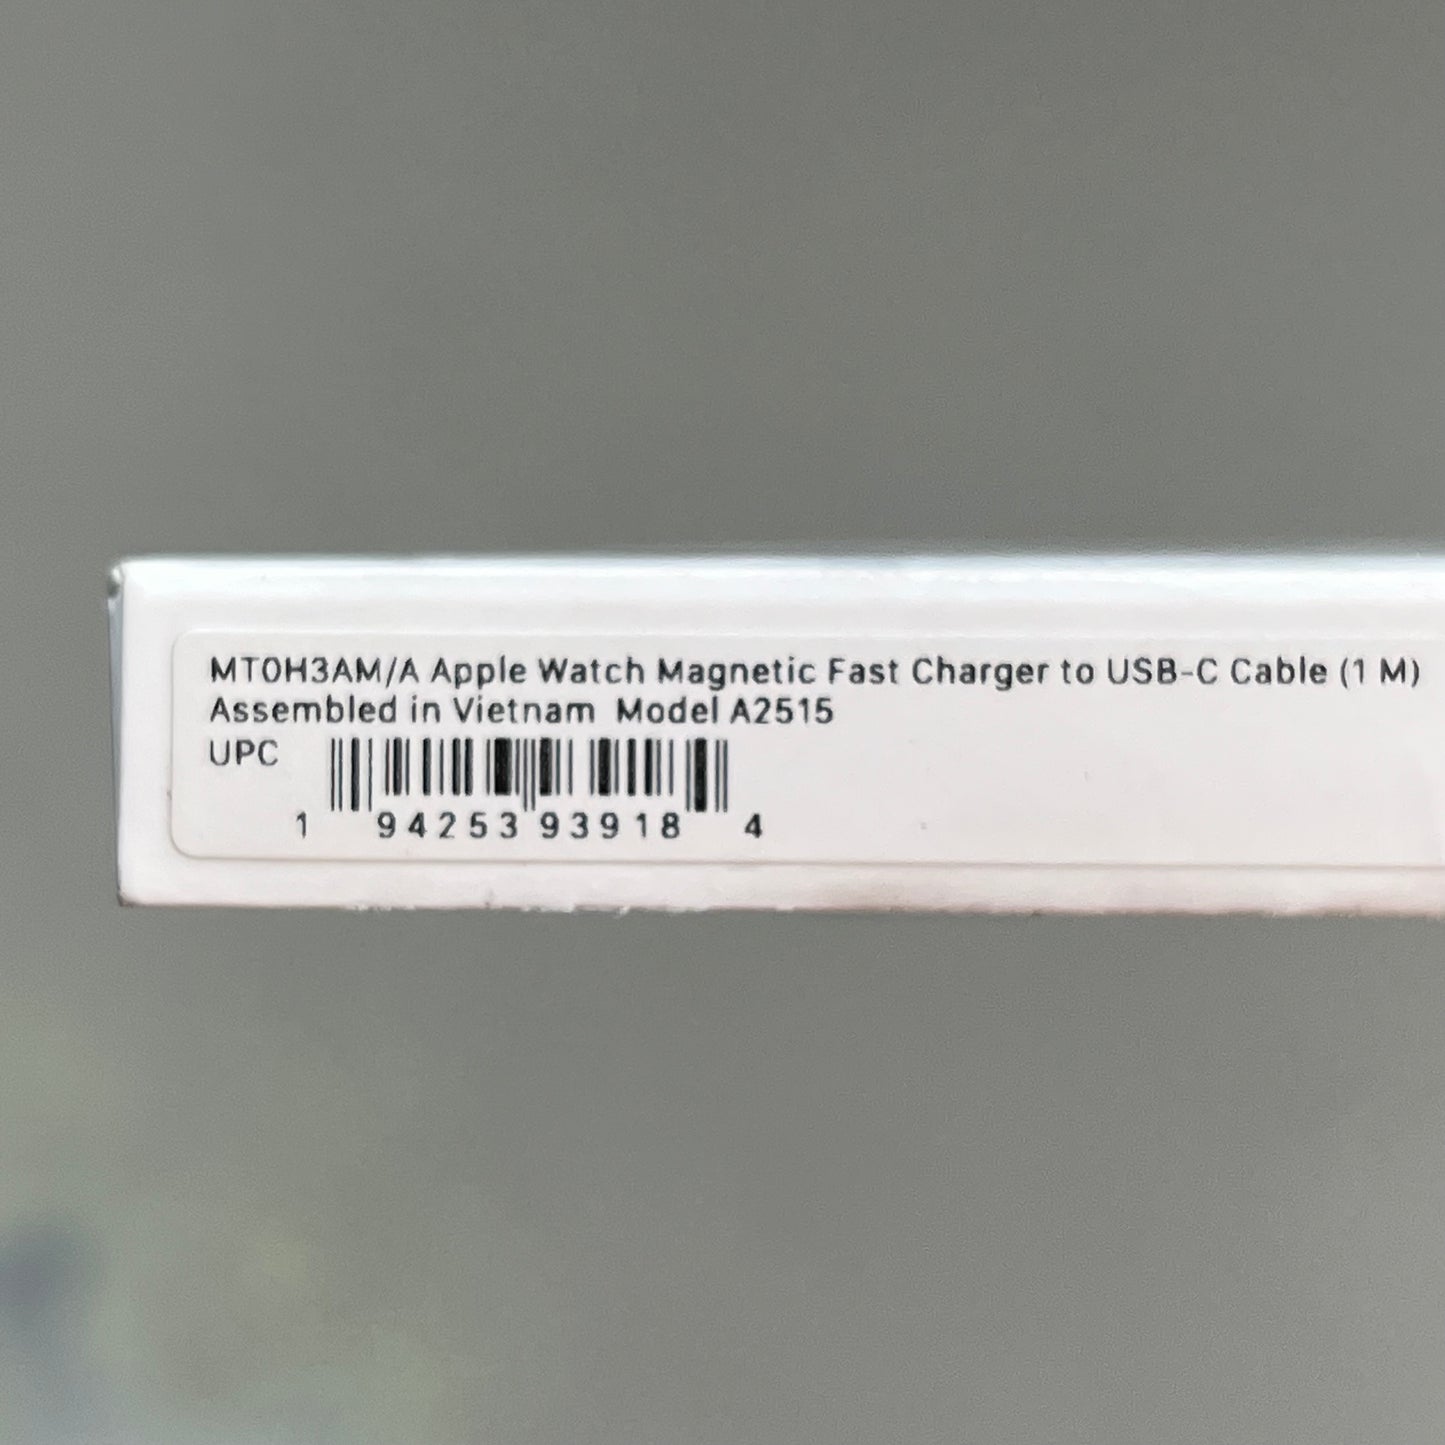 MT0H3AM/A Apple Watch Magnetic Fast Charger to USB-C Cable (1 M)
Assembled in Vietnam Model A2515
UPC
1 94253 93918 4